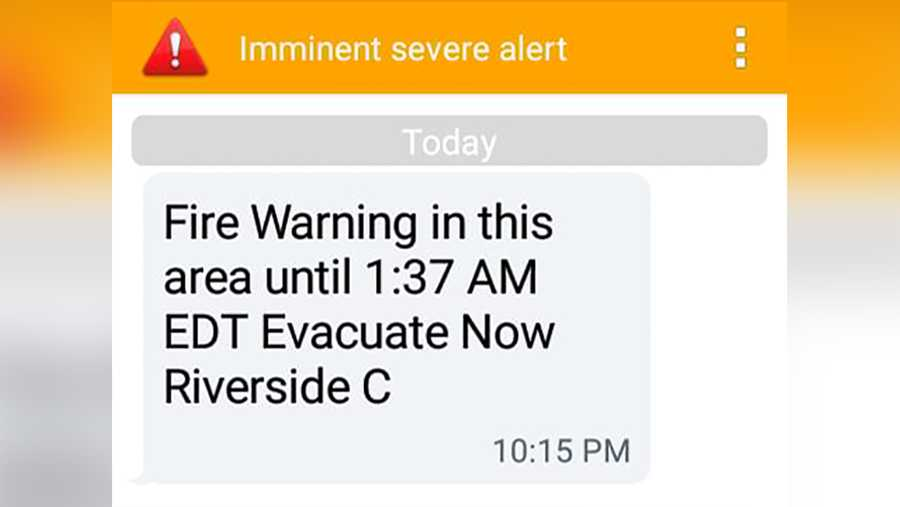 Imminent severe alert
Today
Fire Warning in this
area until 1:37 AM
EDT Evacuate Now
Riverside C
10:15 PM